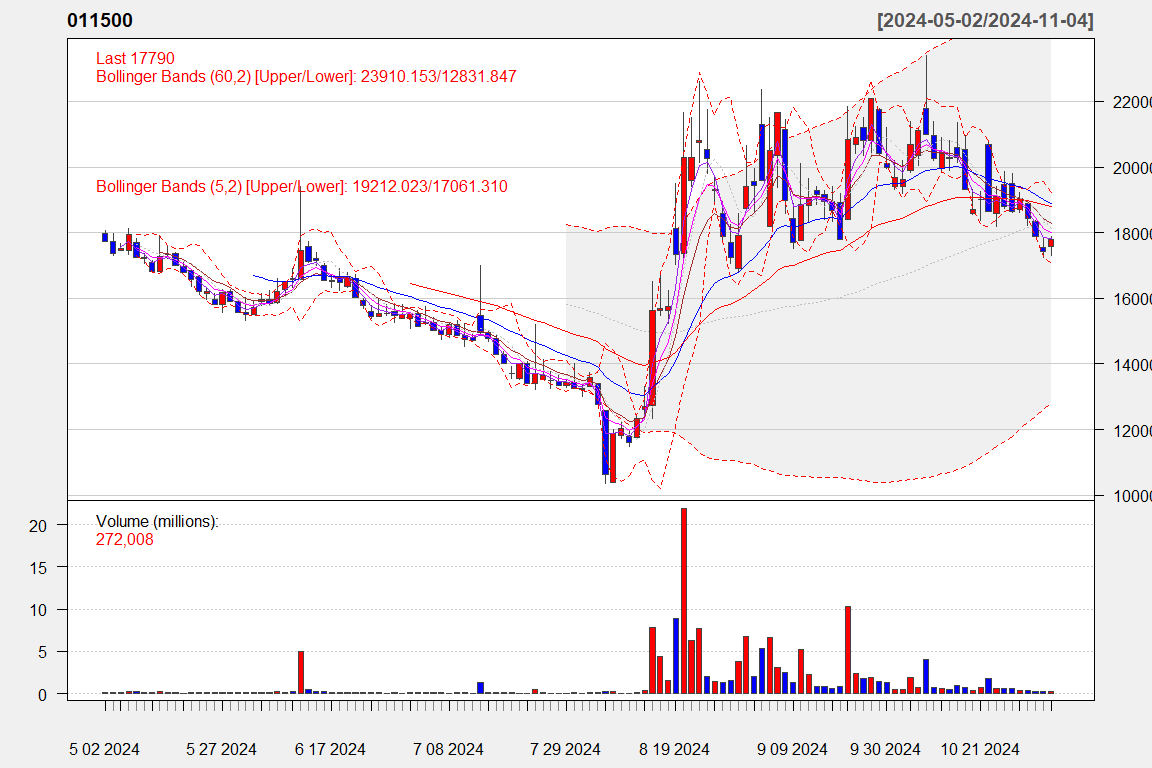 011500 [2024-05-02/2024-11-04]
Last 17790
Bollinger Bands (60,2) [Upper/Lower]: 23910.153/12831.847
Bollinger Bands (5,2) [Upper/Lower]: 19212.023/17061.310
22000
20000
18000
16000
14000
12000
10000
Volume (millions):
272,008
20
15
10
5
0
5 02 2024 5 27 2024 6 17 2024 7 08 2024 7 29 2024 8 19 2024 9 09 2024 9 30 2024 10 21 2024